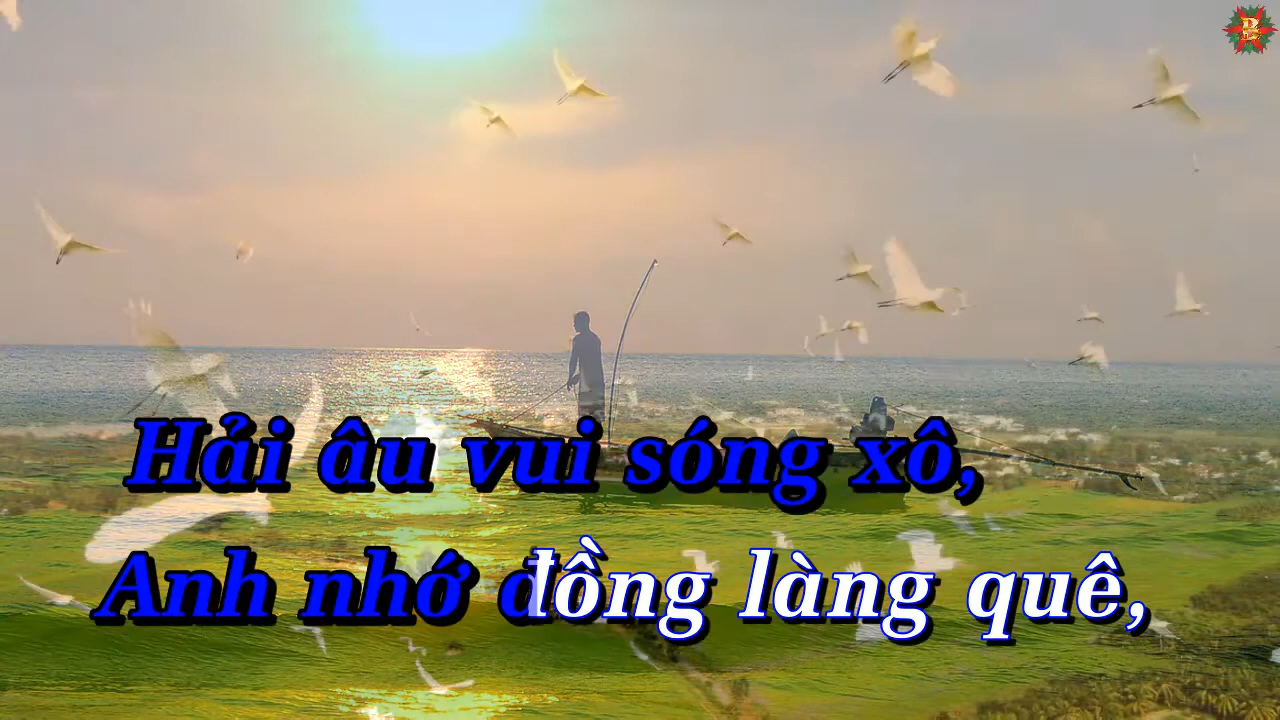 Hải âu vui sóng xô,
Anh nhớ đồng làng quê,